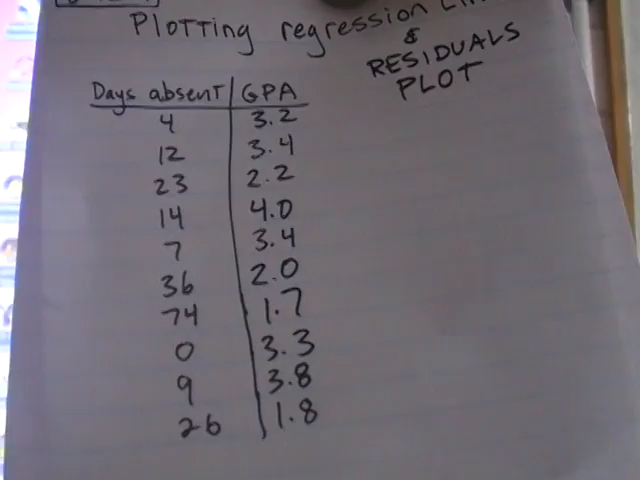 Plotting regression
&
RESIDUALS
PLOT
Days absent GPA
4 3.2
12 3.4
23 2.2
14 4.0
7 3.4
36 2.0
74 1.7
0 3.3
9 3.8
26 1.8